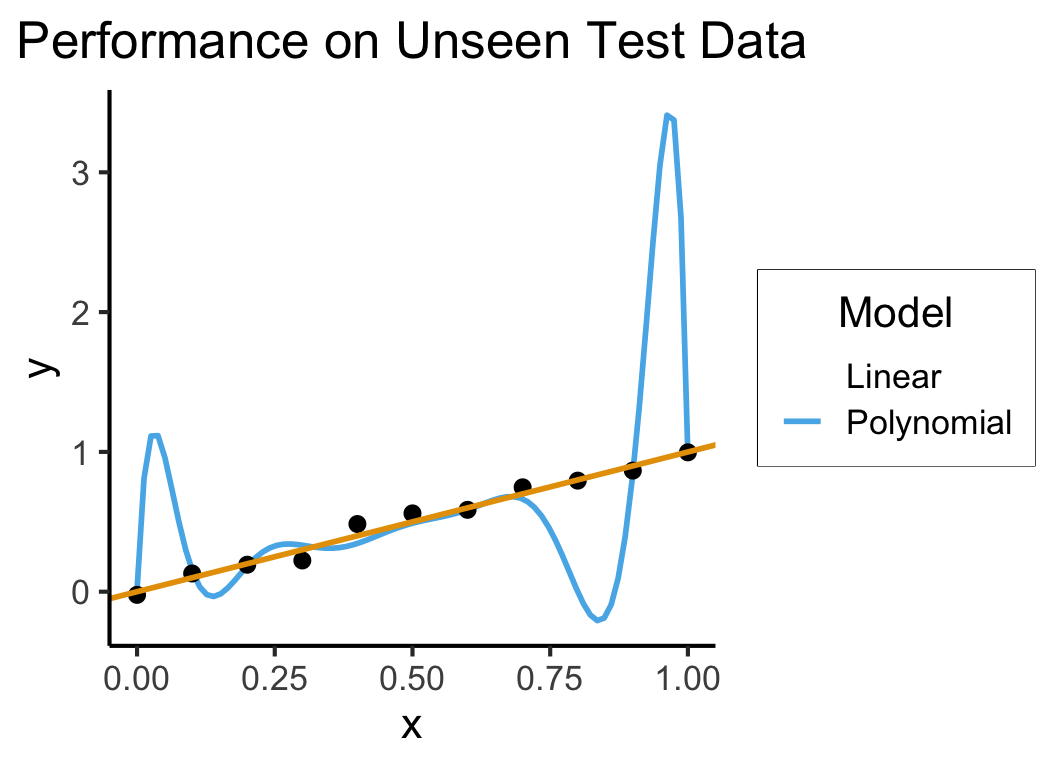 Performance on Unseen Test Data
3
2
1
0
y
0.00 0.25 0.50 0.75 1.00
x
Model
Linear
Polynomial